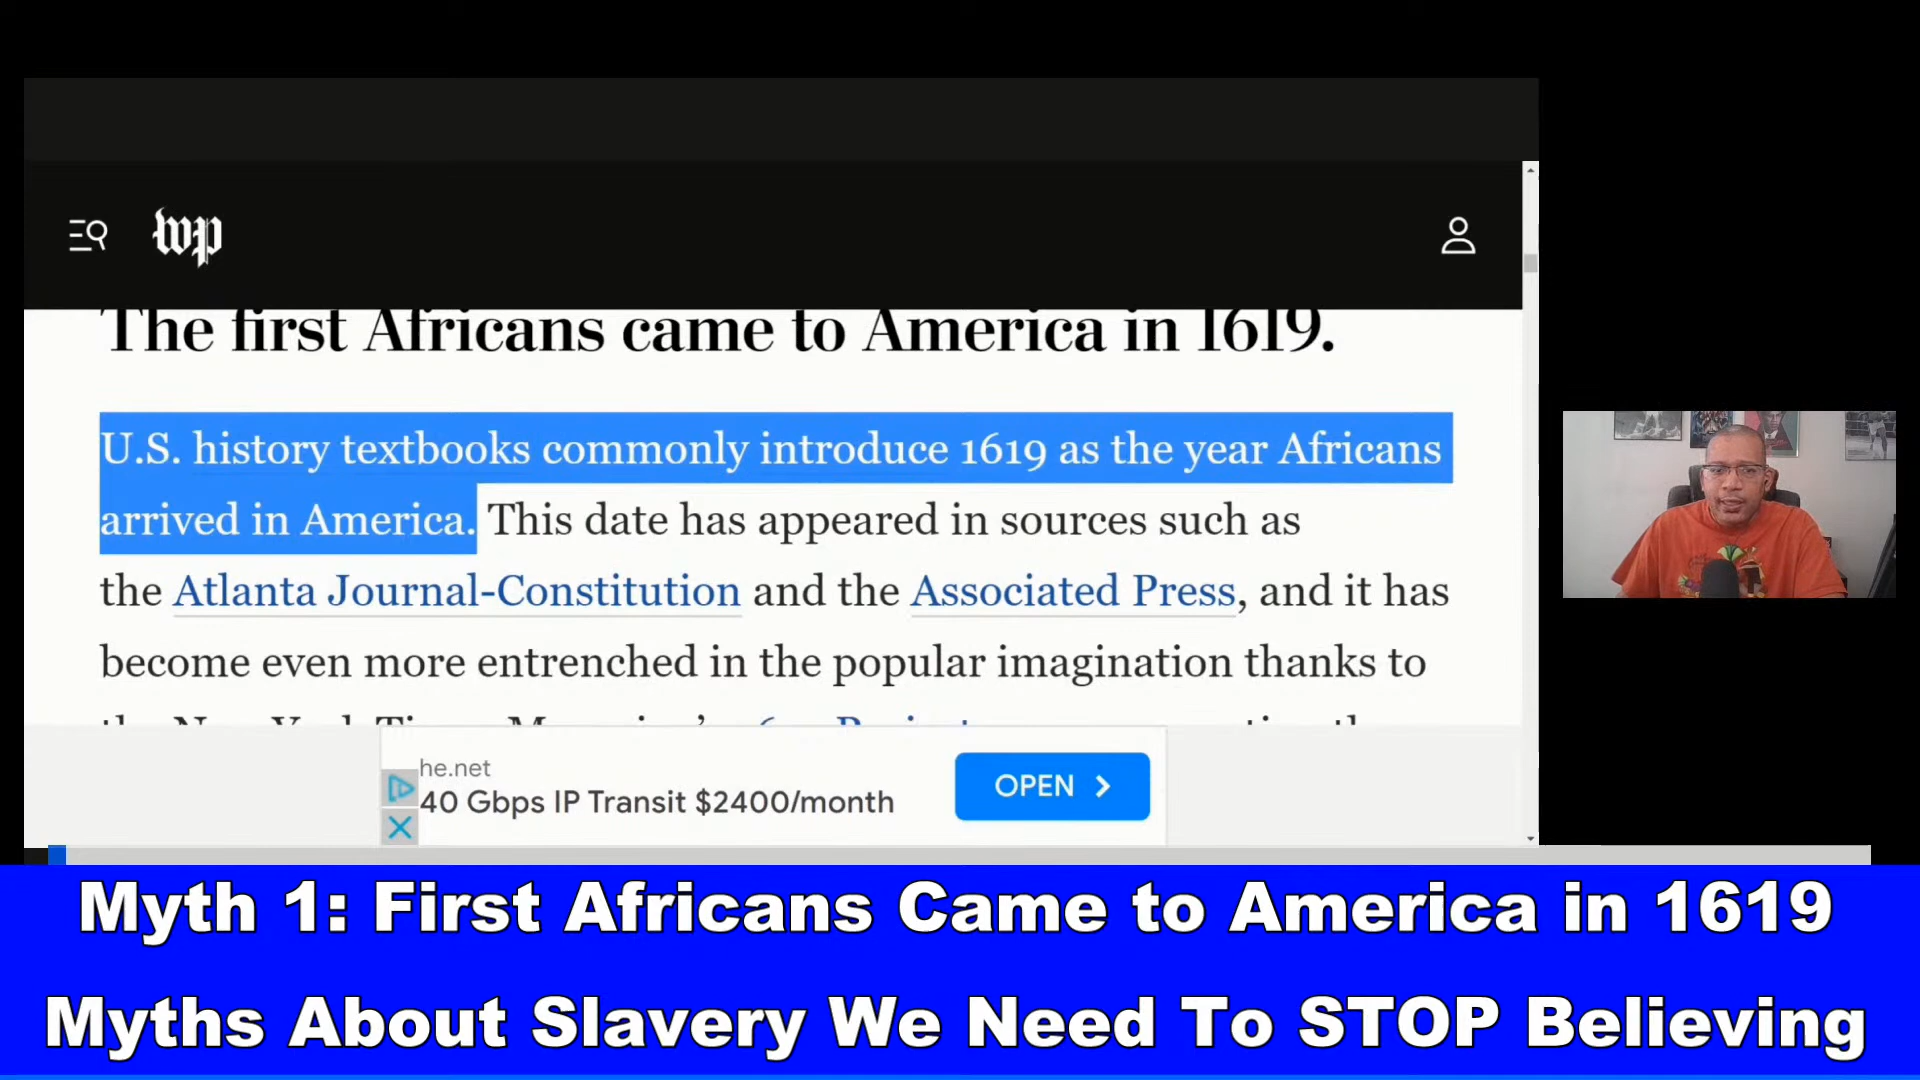 wp
The first Africans came to America in 1619.
U.S. history textbooks commonly introduce 1619 as the year Africans
arrived in America. This date has appeared in sources such as
the Atlanta Journal-Constitution and the Associated Press, and it has
become even more entrenched in the popular imagination thanks to
he.net
40 Gbps IP Transit $2400/month
OPEN
Myth 1: First Africans Came to America in 1619
Myths About Slavery We Need To STOP Believing